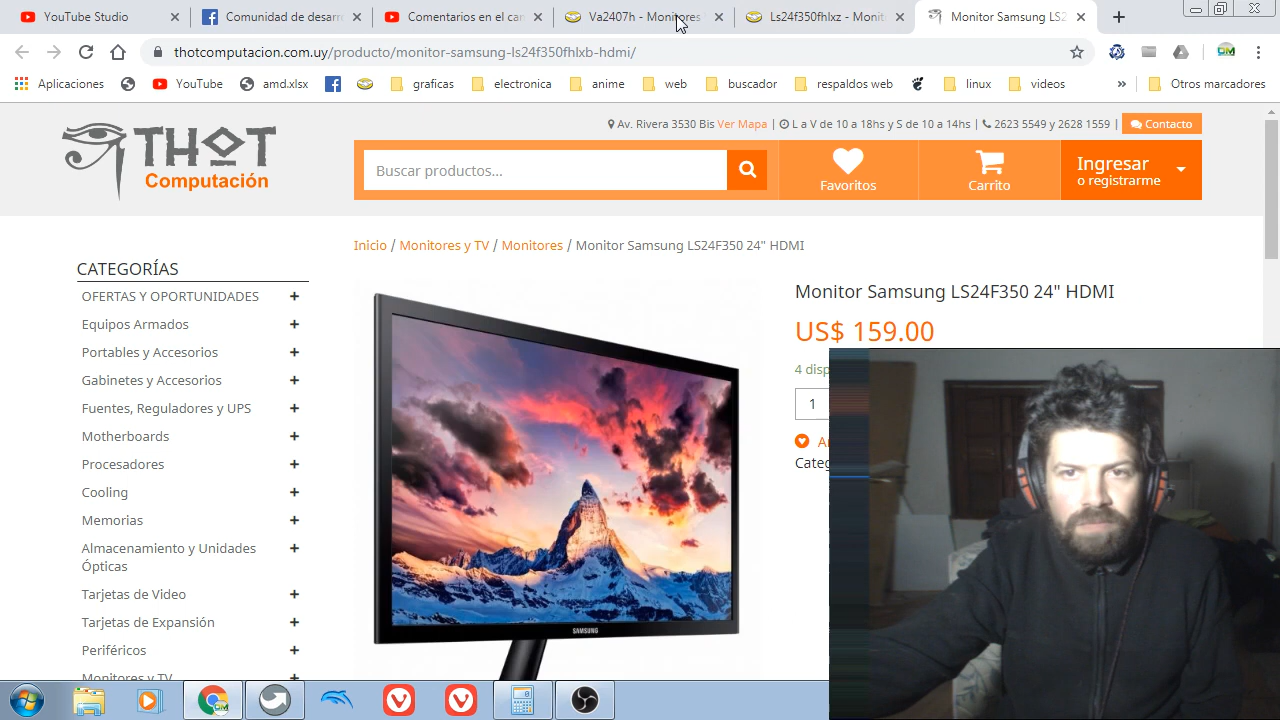 YouTube Studio
Comunidad de desarr
Comentarios en el can
Va2407h - Monitores
Ls24f350fhlxz - Monit
Monitor Samsung LS2
thotcomputacion.com.uy/producto/monitor-samsung-ls24f350fhlxb-hdmi/
Aplicaciones
YouTube
amd.xlsx
graficas
electronica
anime
web
buscador
respaldos web
linux
videos
»
Otros marcadores
THOT
Computación
Av. Rivera 3530 Bis Ver Mapa | L a V de 10 a 18hs y S de 10 a 14hs | 2623 5549 y 2628 1559 |
Contacto
Buscar productos...
Favoritos
Carrito
Ingresar
o registrarme
Inicio / Monitores y TV / Monitores / Monitor Samsung LS24F350 24" HDMI
CATEGORÍAS
OFERTAS Y OPORTUNIDADES +
Equipos Armados +
Portables y Accesorios +
Gabinetes y Accesorios +
Fuentes, Reguladores y UPS +
Motherboards +
Procesadores +
Cooling +
Memorias +
Almacenamiento y Unidades +
Ópticas
Tarjetas de Video +
Tarjetas de Expansión +
Periféricos +
Monitores y TV +
SAMSUNG
Monitor Samsung LS24F350 24" HDMI
US$ 159.00
4 disp
1
Categ